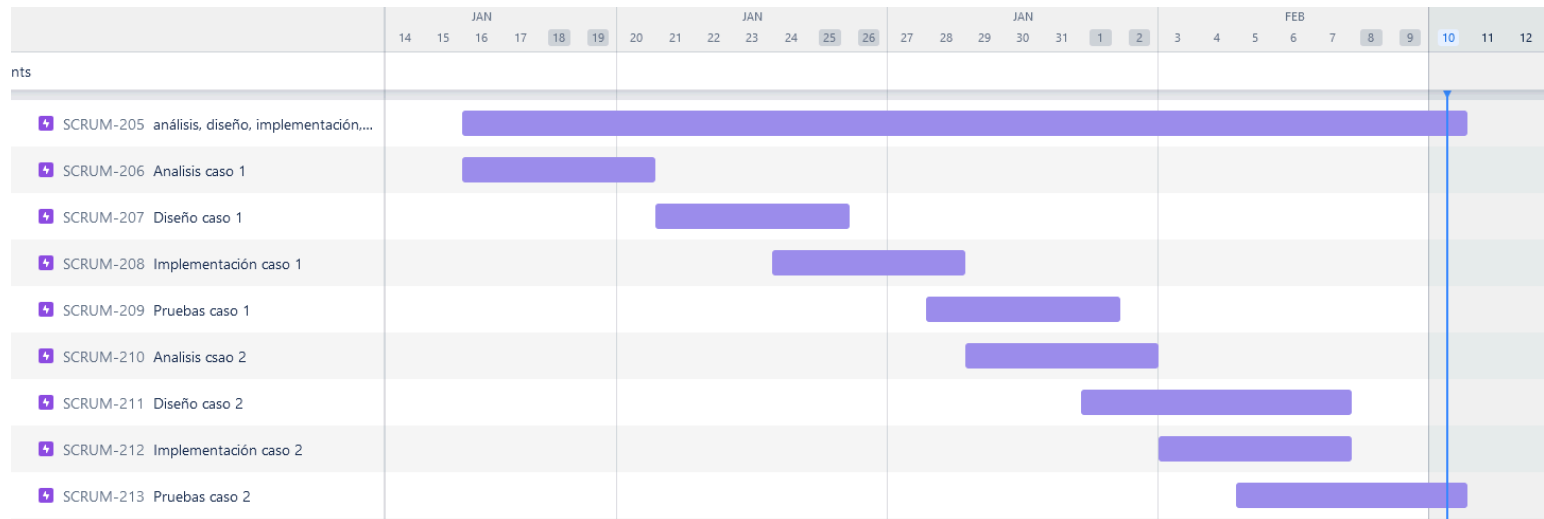 JAN JAN JAN FEB
14 15 16 17 18 19 20 21 22 23 24 25 26 27 28 29 30 31 1 2 3 4 5 6 7 8 9 10 11 12
nts
SCRUM-205 análisis, diseño, implementación,...
SCRUM-206 Analisis caso 1
SCRUM-207 Diseño caso 1
SCRUM-208 Implementación caso 1
SCRUM-209 Pruebas caso 1
SCRUM-210 Analisis csao 2
SCRUM-211 Diseño caso 2
SCRUM-212 Implementación caso 2
SCRUM-213 Pruebas caso 2